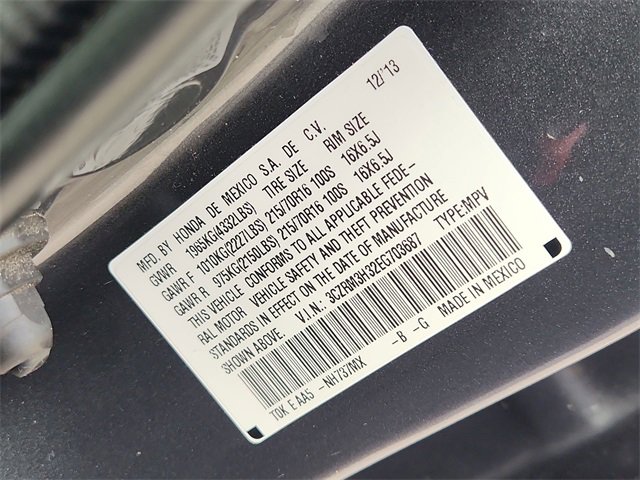 MFD. BY HONDA DE MEXICO S.A. DE C.V. 12/'13
GVWR 1965KG(4332LBS) TIRE SIZE RIM SIZE
GAWR F 1010KG(2227LBS) 215/70R16 100S 16X6.5J
GAWR R 975KG(2150LBS) 215/70R16 100S 16X6.5J
THIS VEHICLE CONFORMS TO ALL APPLICABLE FEDE-
RAL MOTOR VEHICLE SAFETY AND THEFT PREVENTION
STANDARDS IN EFFECT ON THE DATE OF MANUFACTURE
SHOWN ABOVE. V.I.N.: 3CZRM3H32EG703687 TYPE:MPV
T0K E AA5 -NH737MX -B -G MADE IN MEXICO